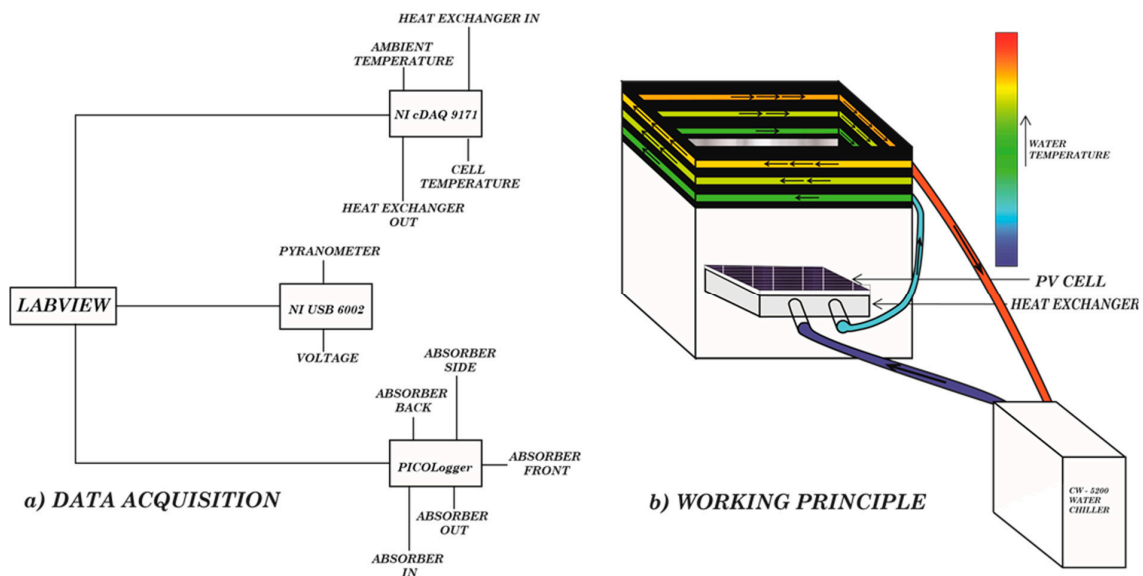 HEAT EXCHANGER IN
AMBIENT
TEMPERATURE
NI cDAQ 9171
CELL
TEMPERATURE
HEAT EXCHANGER
OUT
PYRANOMETER
LABVIEW
NI USB 6002
VOLTAGE
ABSORBER
SIDE
ABSORBER
BACK
PICOLogger
ABSORBER
FRONT
ABSORBER
OUT
ABSORBER
IN
a) DATA ACQUISITION
WATER
TEMPERATURE
PV CELL
HEAT EXCHANGER
CW - 5200
WATER
CHILLER
b) WORKING PRINCIPLE